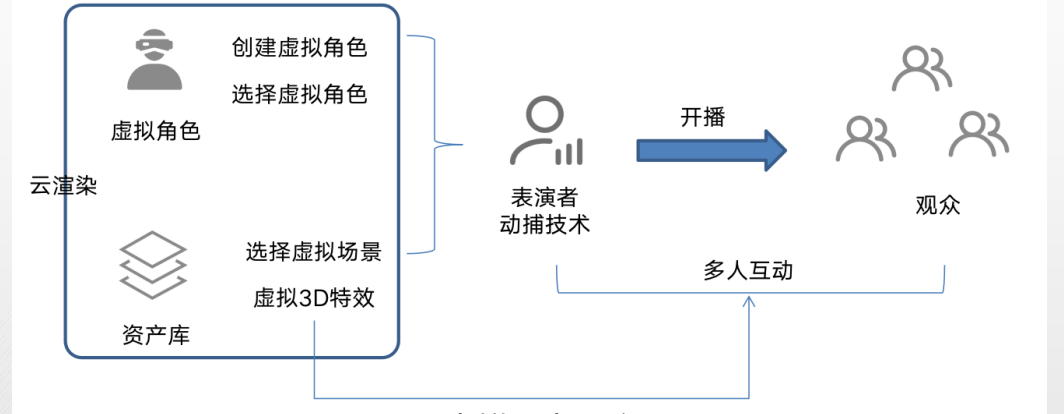 创建虚拟角色
选择虚拟角色
虚拟角色
云渲染
选择虚拟场景
虚拟3D特效
资产库
表演者
动捕技术
开播
观众
多人互动